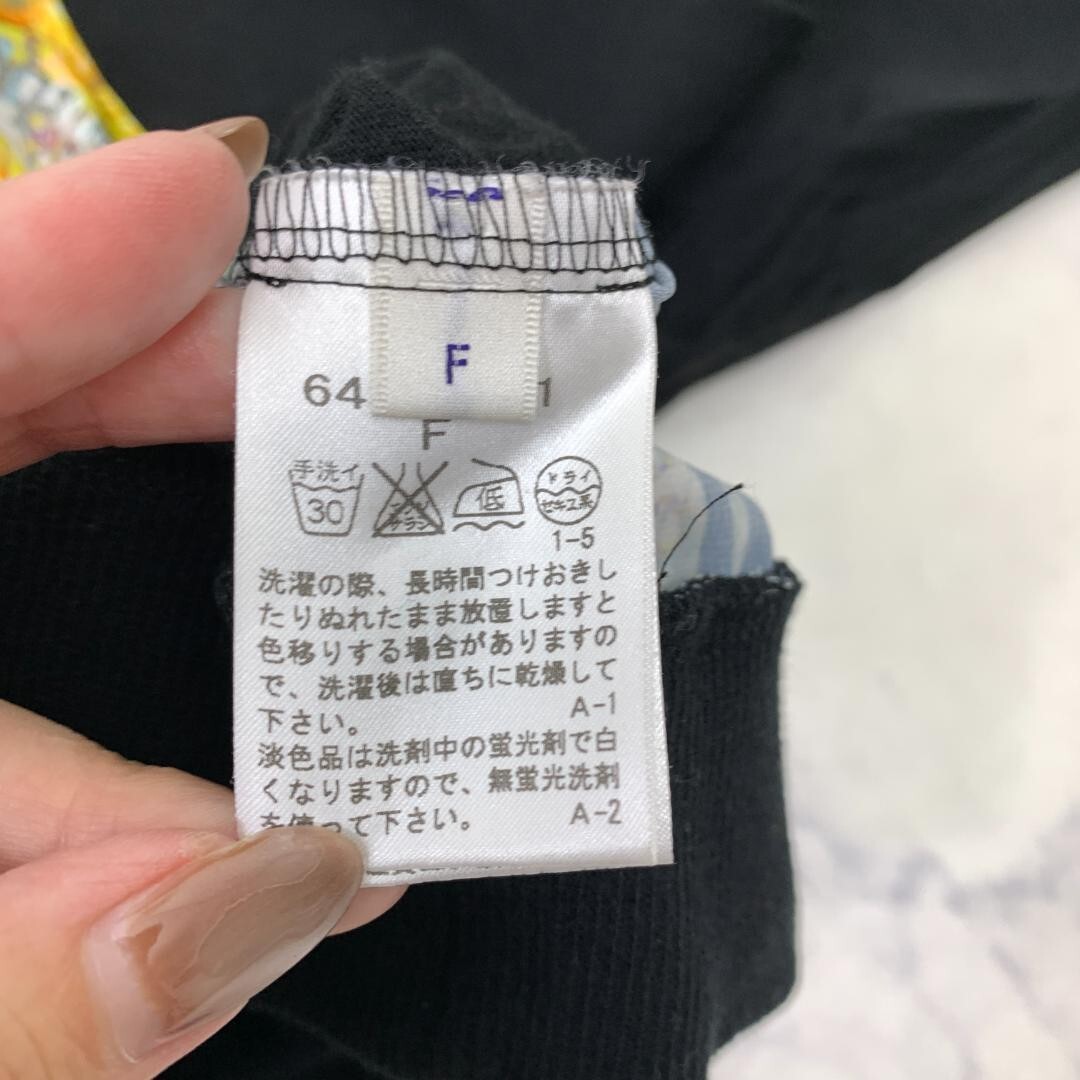 F
64 1
F
手洗イ 30 低 ドライ セキユ系
1-5
洗濯の際、長時間つけおきし
たりぬれたまま放置しますと
色移りする場合がありますの
で、洗濯後は直ちに乾燥して
下さい。 A-1
淡色品は洗剤中の蛍光剤で白
くなりますので、無蛍光洗剤
を使って下さい。 A-2